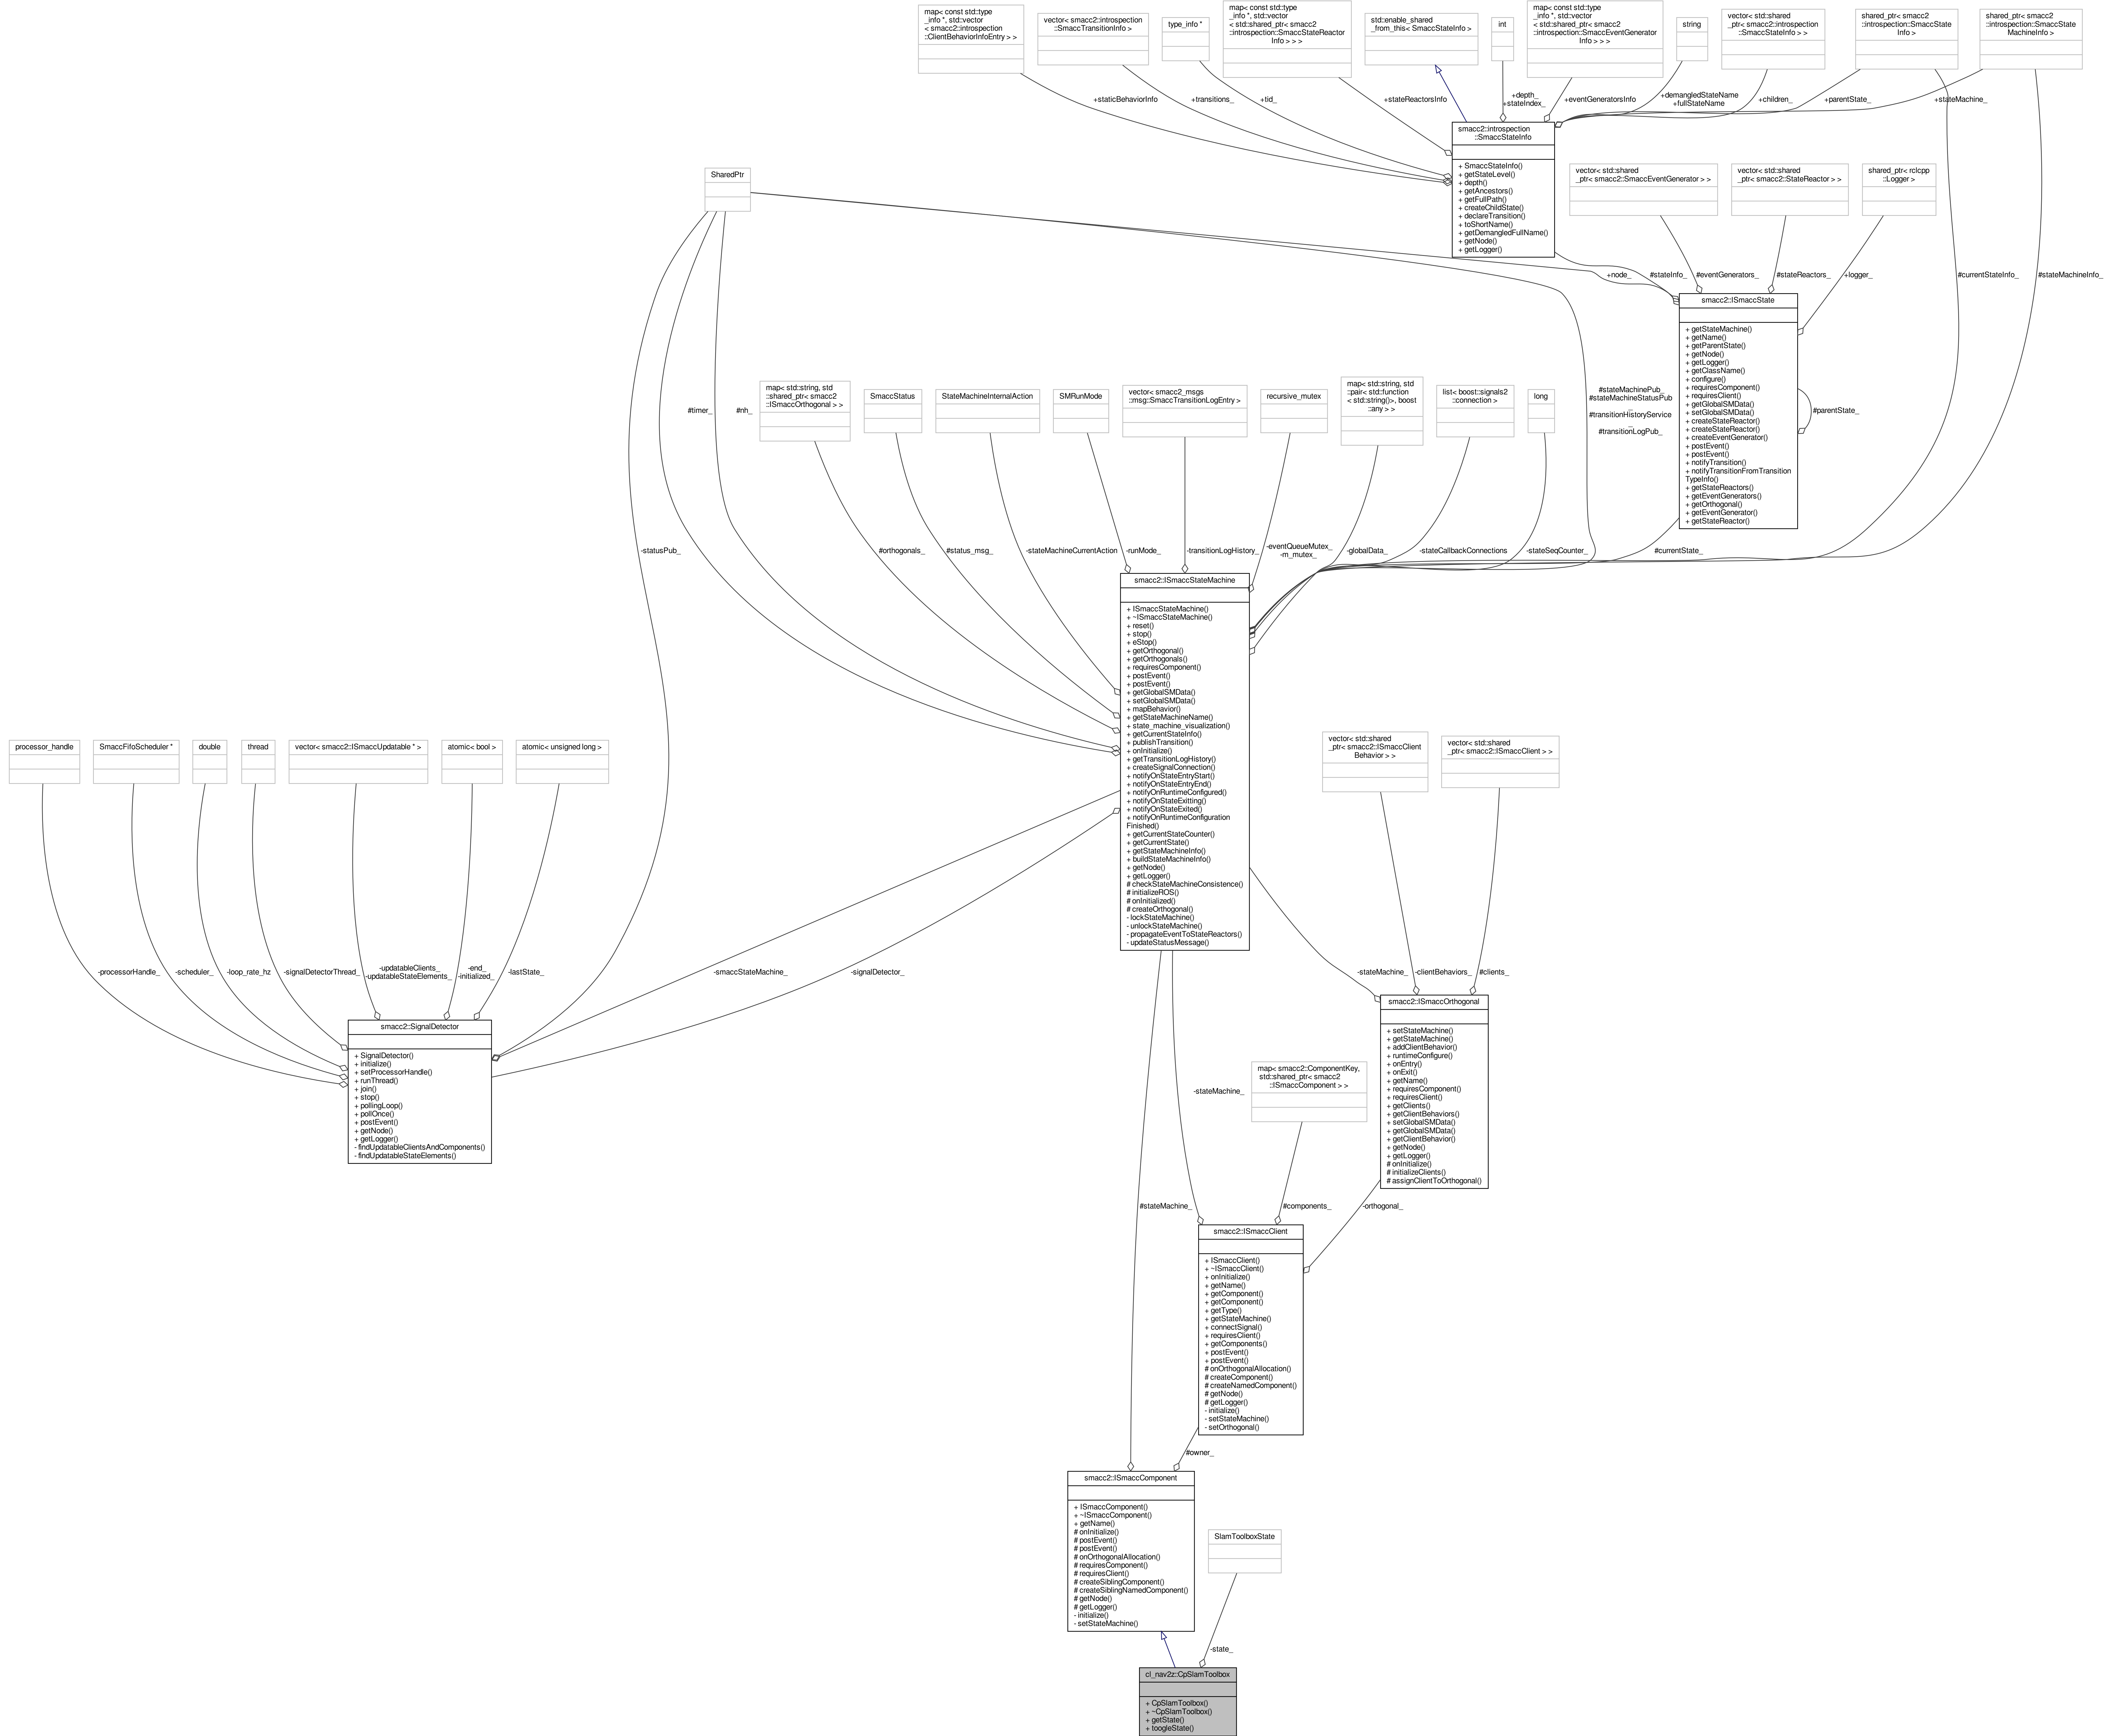 map< const std::type
_info *, std::vector
< smacc2::introspection
::ClientBehaviorInfoEntry > >
vector< smacc2::introspection
::SmaccTransitionInfo >
type_info *
map< const std::type
_info *, std::vector
< std::shared_ptr< smacc2
::introspection::SmaccStateReactor
Info > > >
std::enable_shared
_from_this< SmaccStateInfo >
int
map< const std::type
_info *, std::vector
< std::shared_ptr< smacc2
::introspection::SmaccEventGenerator
Info > > >
string
vector< std::shared
_ptr< smacc2::introspection
::SmaccStateInfo > >
shared_ptr< smacc2
::introspection::SmaccState
Info >
shared_ptr< smacc2
::introspection::SmaccState
MachineInfo >
+staticBehaviorInfo
+transitions_
+tid_
+stateReactorsInfo
+depth_
+stateIndex_
+eventGeneratorsInfo
+demangledStateName
+fullStateName
+children_
+parentState_
+stateMachine_
smacc2::introspection
::SmaccStateInfo
+ SmaccStateInfo()
+ getStateLevel()
+ depth()
+ getAncestors()
+ getFullPath()
+ createChildState()
+ declareTransition()
+ toShortName()
+ getDemangledFullName()
+ getNode()
+ getLogger()
SharedPtr
vector< std::shared
_ptr< smacc2::SmaccEventGenerator > >
vector< std::shared
_ptr< smacc2::StateReactor > >
shared_ptr< rclcpp
::Logger >
+node_
#stateInfo_
#eventGenerators_
#stateReactors_
+logger_
#currentStateInfo_
#stateMachineInfo_
smacc2::ISmaccState
+ getStateMachine()
+ getName()
+ getParentState()
+ getNode()
+ getLogger()
+ getClassName()
+ configure()
+ requiresComponent()
+ requiresClient()
+ getGlobalSMData()
+ setGlobalSMData()
+ createStateReactor()
+ createStateReactor()
+ createEventGenerator()
+ postEvent()
+ postEvent()
+ notifyTransition()
+ notifyTransitionFromTransition
TypeInfo()
+ getStateReactors()
+ getEventGenerators()
+ getOrthogonal()
+ getEventGenerator()
+ getStateReactor()
#parentState_
#timer_
#nh_
map< std::string, std
::shared_ptr< smacc2
::ISmaccOrthogonal > >
SmaccStatus
StateMachineInternalAction
SMRunMode
vector< smacc2_msgs
::msg::SmaccTransitionLogEntry >
recursive_mutex
map< std::string, std
::pair< std::function
< std::string()>, boost
::any > >
list< boost::signals2
::connection >
long
#stateMachinePub_
#stateMachineStatusPub
_
#transitionHistoryService
_
#transitionLogPub_
-statusPub_
#orthogonals_
#status_msg_
-stateMachineCurrentAction
-runMode_
-transitionLogHistory_
-eventQueueMutex_
-m_mutex_
-globalData_
-stateCallbackConnections
-stateSeqCounter_
#currentState_
smacc2::ISmaccStateMachine
+ ISmaccStateMachine()
+ ~ISmaccStateMachine()
+ reset()
+ stop()
+ eStop()
+ getOrthogonal()
+ getOrthogonals()
+ requiresComponent()
+ postEvent()
+ postEvent()
+ getGlobalSMData()
+ setGlobalSMData()
+ mapBehavior()
+ getStateMachineName()
+ state_machine_visualization()
+ getCurrentStateInfo()
+ publishTransition()
+ onInitialize()
+ getTransitionLogHistory()
+ createSignalConnection()
+ notifyOnStateEntryStart()
+ notifyOnStateEntryEnd()
+ notifyOnRuntimeConfigured()
+ notifyOnStateExitting()
+ notifyOnStateExited()
+ notifyOnRuntimeConfiguration
Finished()
+ getCurrentStateCounter()
+ getCurrentState()
+ getStateMachineInfo()
+ buildStateMachineInfo()
+ getNode()
+ getLogger()
# checkStateMachineConsistence()
# initializeROS()
# onInitialized()
# createOrthogonal()
- lockStateMachine()
- unlockStateMachine()
- propagateEventToStateReactors()
- updateStatusMessage()
processor_handle
SmaccFifoScheduler *
double
thread
vector< smacc2::ISmaccUpdatable * >
atomic< bool >
atomic< unsigned long >
vector< std::shared
_ptr< smacc2::ISmaccClient
Behavior > >
vector< std::shared
_ptr< smacc2::ISmaccClient > >
-processorHandle_
-scheduler_
-loop_rate_hz
-signalDetectorThread_
-updatableClients_
-updatableStateElements_
-end_
-initialized_
-lastState_
-smaccStateMachine_
-signalDetector_
-stateMachine_
-clientBehaviors_
#clients_
smacc2::SignalDetector
+ SignalDetector()
+ initialize()
+ setProcessorHandle()
+ runThread()
+ join()
+ stop()
+ pollingLoop()
+ pollOnce()
+ postEvent()
+ getNode()
+ getLogger()
- findUpdatableClientsAndComponents()
- findUpdatableStateElements()
smacc2::ISmaccOrthogonal
+ setStateMachine()
+ getStateMachine()
+ addClientBehavior()
+ runtimeConfigure()
+ onEntry()
+ onExit()
+ getName()
+ requiresComponent()
+ requiresClient()
+ getClients()
+ getClientBehaviors()
+ setGlobalSMData()
+ getGlobalSMData()
+ getClientBehavior()
+ getNode()
+ getLogger()
# onInitialize()
# initializeClients()
# assignClientToOrthogonal()
map< smacc2::ComponentKey,
std::shared_ptr< smacc2
::ISmaccComponent > >
-stateMachine_
#stateMachine_
#components_
-orthogonal_
smacc2::ISmaccClient
+ ISmaccClient()
+ ~ISmaccClient()
+ onInitialize()
+ getName()
+ getComponent()
+ getComponent()
+ getType()
+ getStateMachine()
+ connectSignal()
+ requiresClient()
+ getComponents()
+ postEvent()
+ postEvent()
# onOrthogonalAllocation()
# createComponent()
# createNamedComponent()
# getNode()
# getLogger()
- initialize()
- setStateMachine()
- setOrthogonal()
#owner_
smacc2::ISmaccComponent
+ ISmaccComponent()
+ ~ISmaccComponent()
+ getName()
# onInitialize()
# postEvent()
# postEvent()
# onOrthogonalAllocation()
# requiresComponent()
# requiresClient()
# createSiblingComponent()
# createSiblingNamedComponent()
# getNode()
# getLogger()
- initialize()
- setStateMachine()
SlamToolboxState
-state_
cl_nav2z::CpSlamToolbox
+ CpSlamToolbox()
+ ~CpSlamToolbox()
+ getState()
+ toogleState()